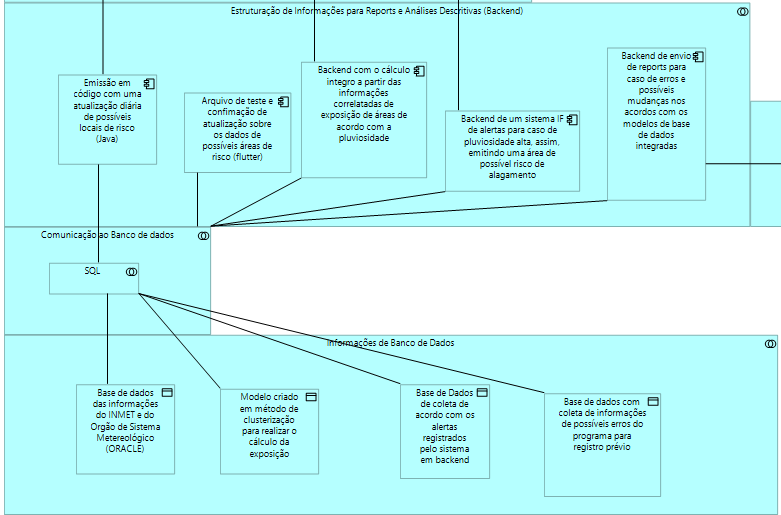 Estruturação de Informações para Reports e Análises Descritivas (Backend)
Emissão em
código com uma
atualização diária
de possíveis
locais de risco
(Java)
Arquivo de teste e
confimação de
atualização sobre
os dados de
possíveis áreas de
risco (flutter)
Backend com o cálculo
integro a partir das
informações
correlatadas de
exposição de áreas de
acordo com a
pluviosidade
Backend de um sistema IF
de alertas para caso de
pluviosidade alta, assim,
emitindo uma área de
possível risco de
alagamento
Backend de envio
de reports para
caso de erros e
possíveis
mudanças nos
acordos com os
modelos de base
de dados
integradas
Comunicação ao Banco de dados
SQL
Informações de Banco de Dados
Base de dados
das informações
do INMET e do
Orgão de Sistema
Metereológico
(ORACLE)
Modelo criado
em método de
clusterização
para realizar o
cálculo da
exposição
Base de Dados
de coleta de
acordo com os
alertas
registrados
pelo sistema
em backend
Base de dados com
coleta de informações
de possíveis erros do
programa para
registro prévio